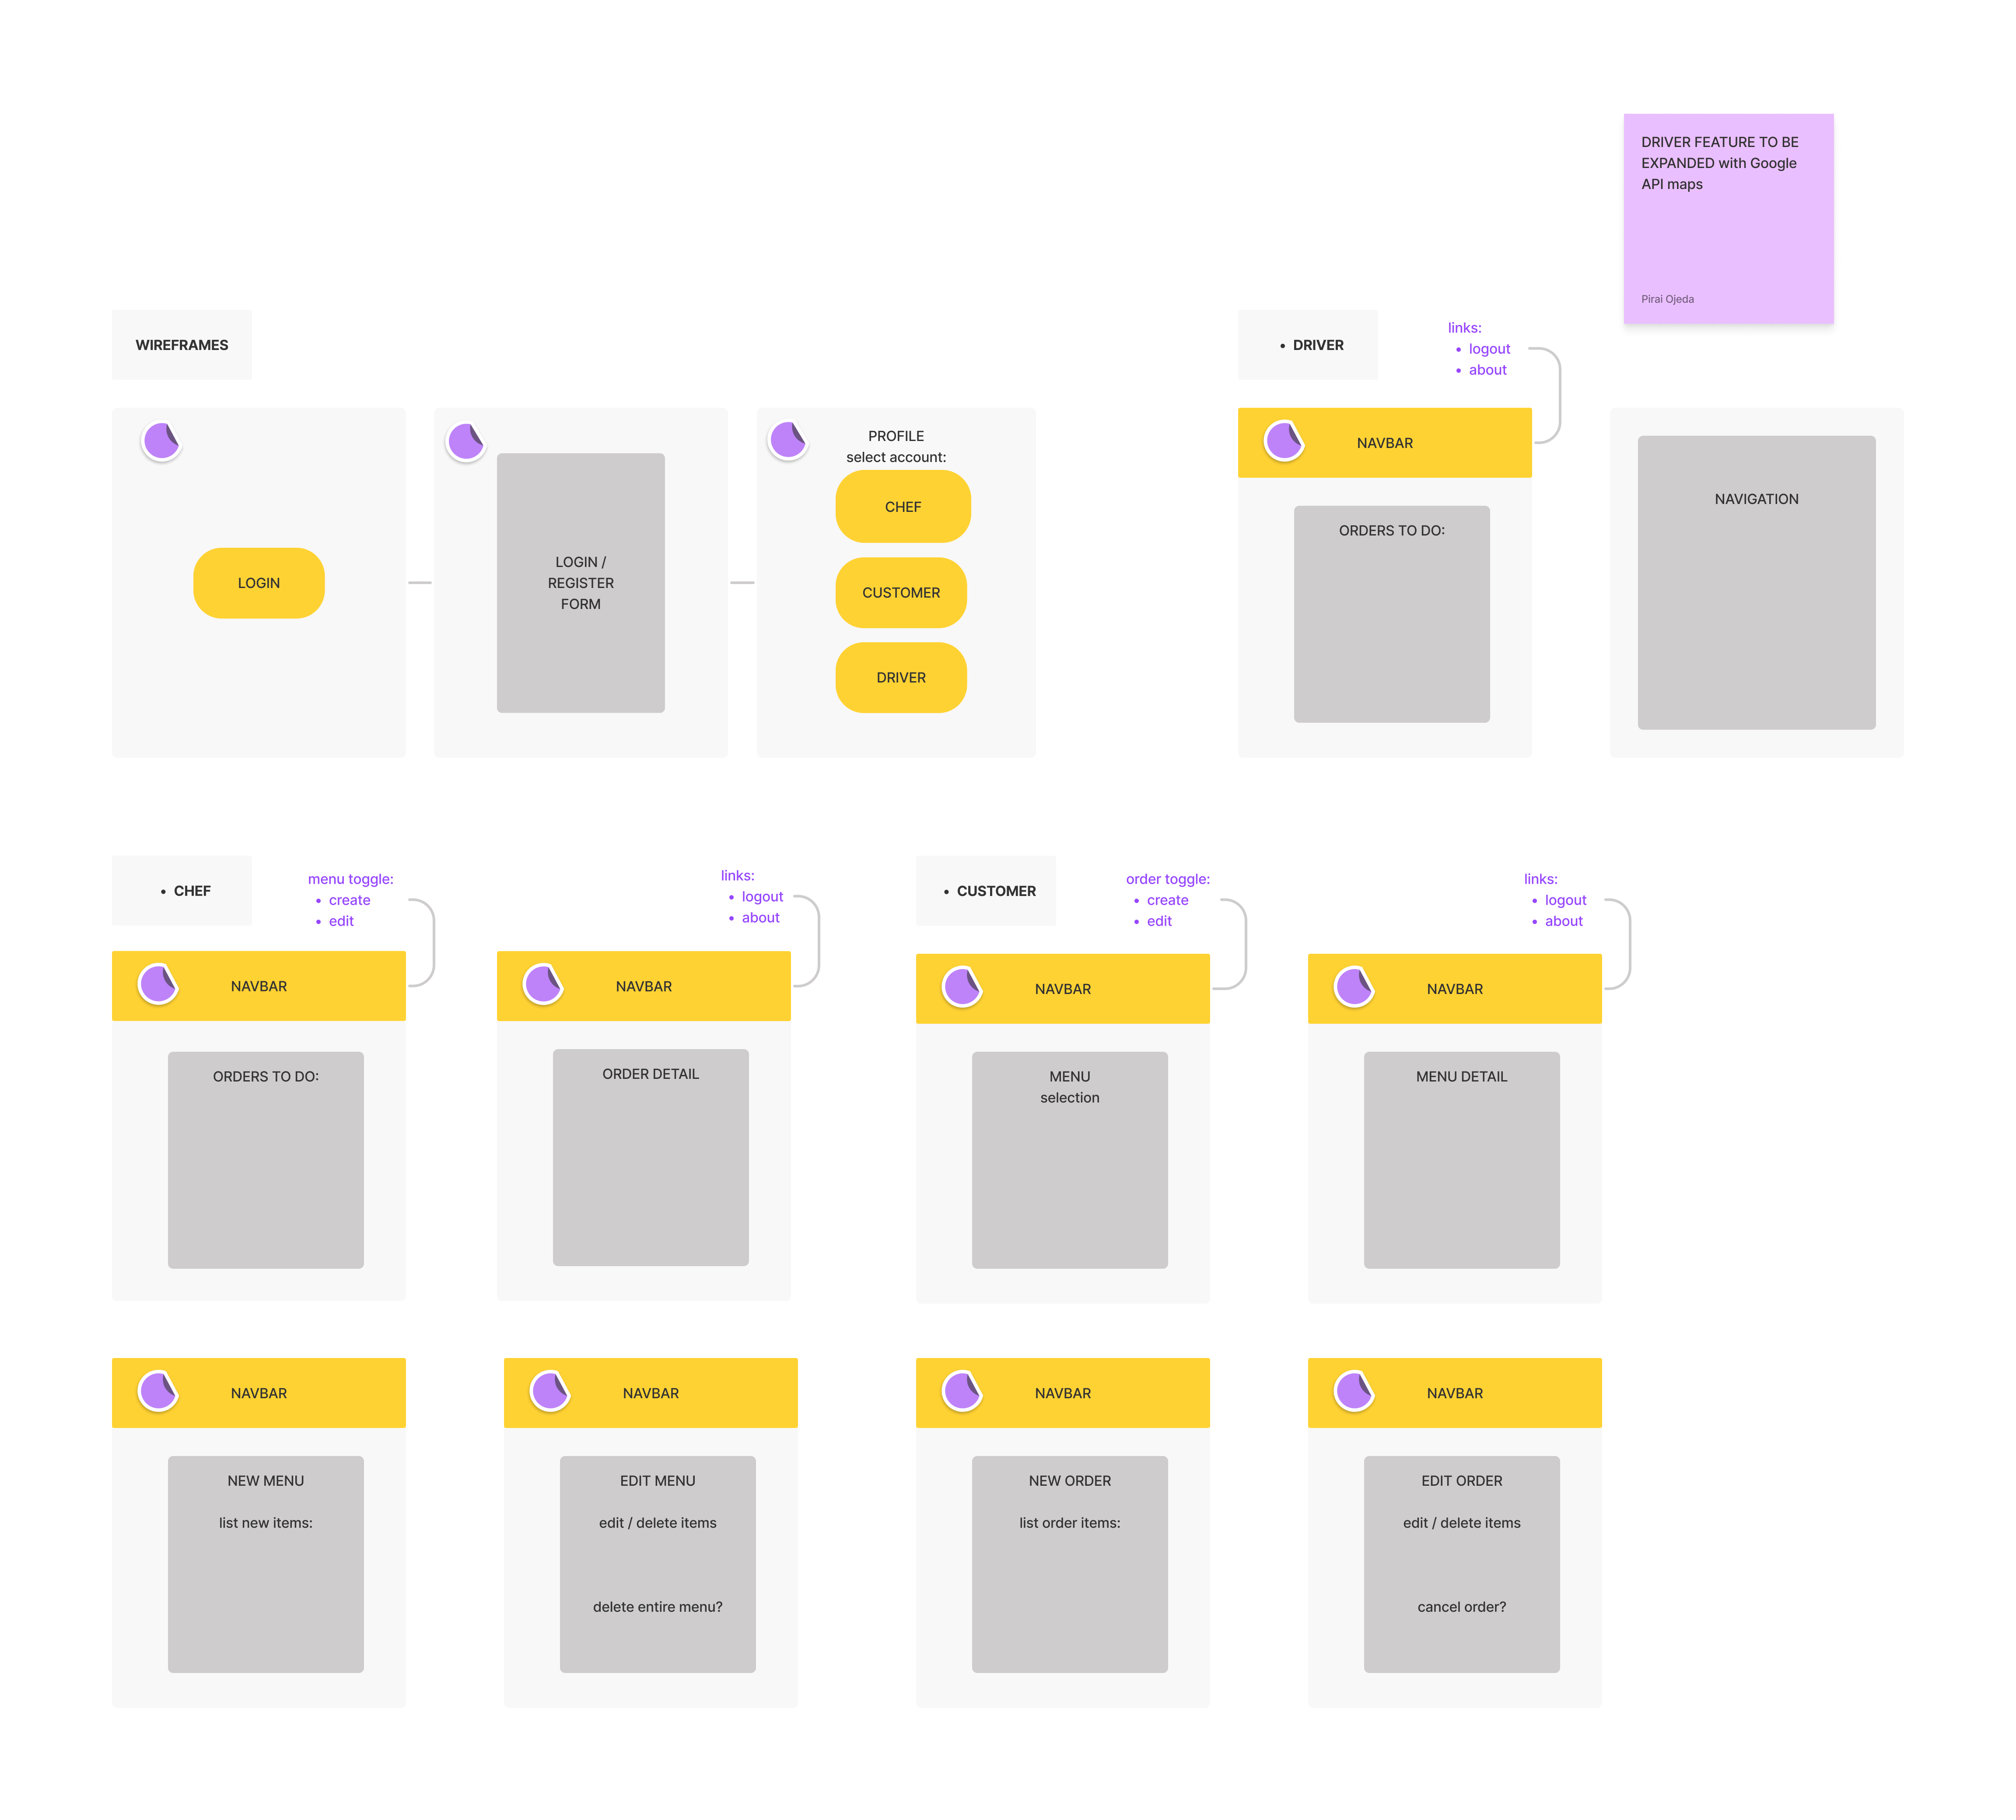 DRIVER FEATURE TO BE
EXPANDED with Google
API maps
Pirai Ojeda
WIREFRAMES
LOGIN
LOGIN /
REGISTER
FORM
PROFILE
select account:
CHEF
CUSTOMER
DRIVER
• DRIVER
links:
• logout
• about
NAVBAR
ORDERS TO DO:
NAVIGATION
• CHEF
menu toggle:
• create
• edit
NAVBAR
ORDERS TO DO:
links:
• logout
• about
NAVBAR
ORDER DETAIL
• CUSTOMER
order toggle:
• create
• edit
NAVBAR
MENU
selection
links:
• logout
• about
NAVBAR
MENU DETAIL
NAVBAR
NEW MENU
list new items:
NAVBAR
EDIT MENU
edit / delete items
delete entire menu?
NAVBAR
NEW ORDER
list order items:
NAVBAR
EDIT ORDER
edit / delete items
cancel order?